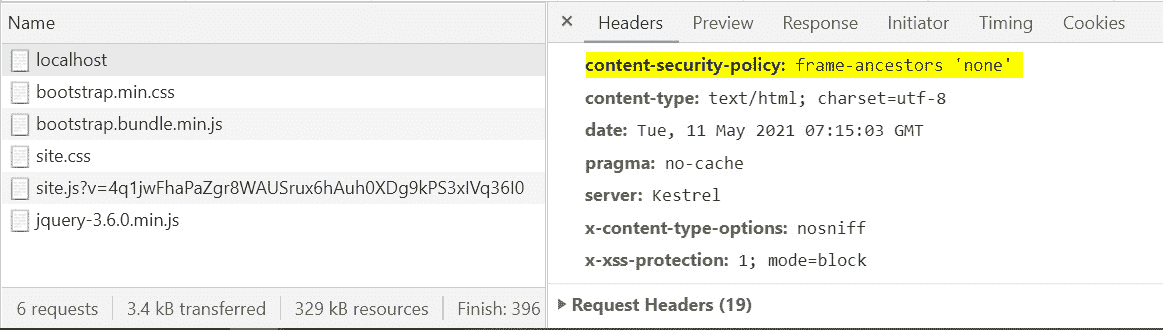 Name
localhost
bootstrap.min.css
bootstrap.bundle.min.js
site.css
site.js?v=4q1jwFhaPaZgr8WAUSrux6hAuh0XDg9kPS3xIVq36I0
jquery-3.6.0.min.js
6 requests 3.4 kB transferred 329 kB resources Finish: 396
× Headers Preview Response Initiator Timing Cookies
content-security-policy: frame-ancestors 'none'
content-type: text/html; charset=utf-8
date: Tue, 11 May 2021 07:15:03 GMT
pragma: no-cache
server: Kestrel
x-content-type-options: nosniff
x-xss-protection: 1; mode=block
Request Headers (19)